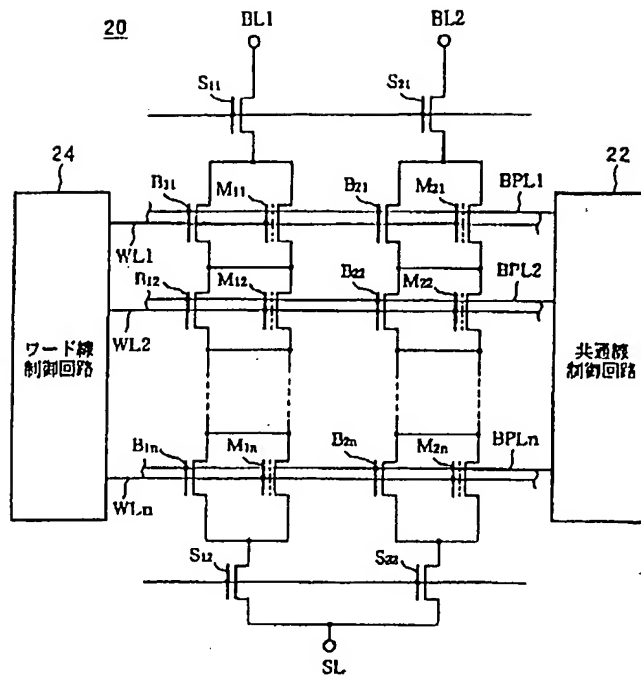 20
BL1 BL2
S11 S21
24 22
B11 M11 B21 M21 BPL1
WL1
B12 M12 B22 M22 BPL2
WL2
ワード線
制御回路
共通線
制御回路
B1n M1n B2n M2n BPLn
WLn
S12 S22
SL